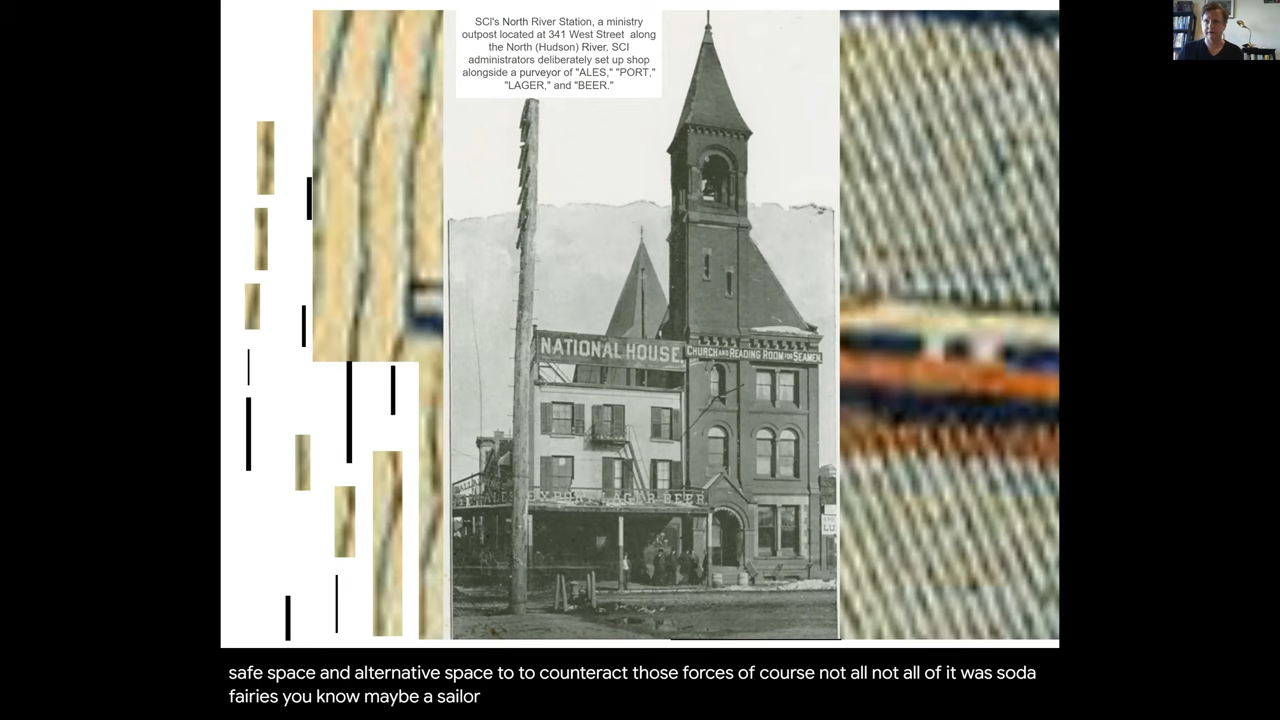 SCI's North River Station, a ministry
outpost located at 341 West Street along
the North (Hudson) River. SCI
administrators deliberately set up shop
alongside a purveyor of "ALES," "PORT,"
"LAGER," and "BEER."
NATIONAL HOUSE.
CHURCH AND READING ROOM FOR SEAMEN.
ALES EXPORT LAGER BEER.
LU
safe space and alternative space to to counteract those forces of course not all not all of it was soda
fairies you know maybe a sailor